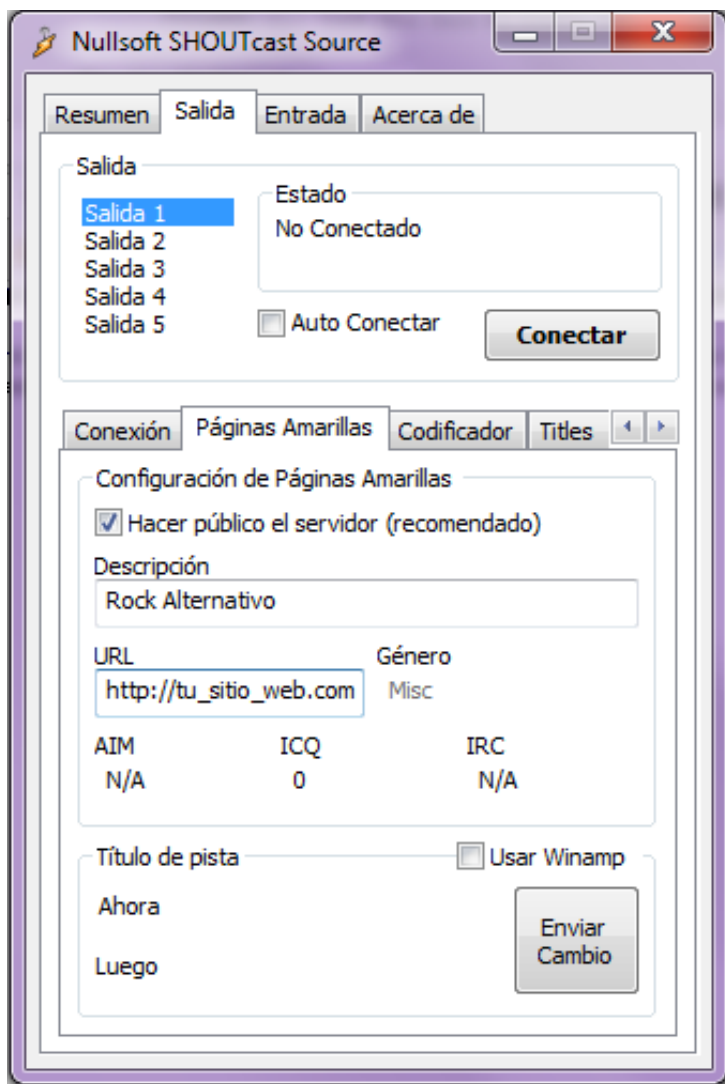 Nullsoft SHOUTcast Source
Resumen Salida Entrada Acerca de
Salida
Salida 1
Salida 2
Salida 3
Salida 4
Salida 5
Estado
No Conectado
Auto Conectar
Conectar
Conexión Páginas Amarillas Codificador Titles
Configuración de Páginas Amarillas
Hacer público el servidor (recomendado)
Descripción
Rock Alternativo
URL Género
http://tu_sitio_web.com Misc
AIM ICQ IRC
N/A 0 N/A
Título de pista Usar Winamp
Ahora
Luego
Enviar
Cambio